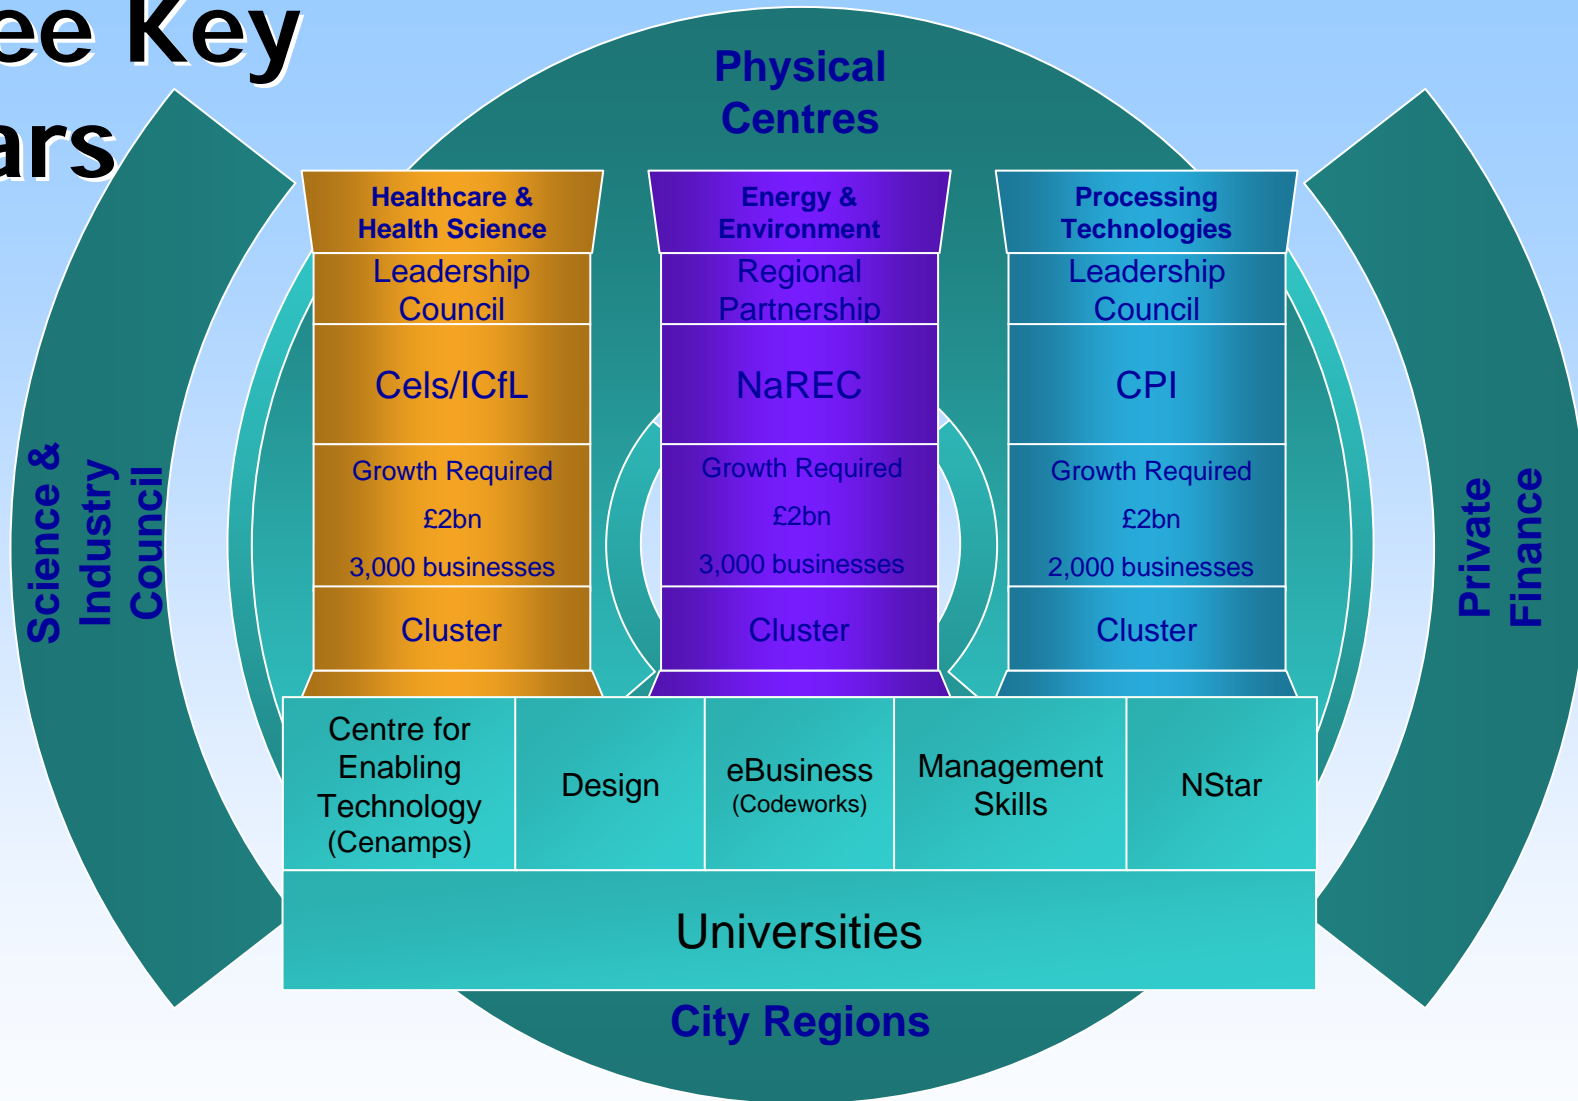 ee Key
ars
Physical
Centres
Healthcare &
Health Science
Leadership
Council
Cels/ICfL
Growth Required
£2bn
3,000 businesses
Cluster
Energy &
Environment
Regional
Partnership
NaREC
Growth Required
£2bn
3,000 businesses
Cluster
Processing
Technologies
Leadership
Council
CPI
Growth Required
£2bn
2,000 businesses
Cluster
Science &
Industry
Council
Private
Finance
Centre for
Enabling
Technology
(Cenamps)
Design
eBusiness
(Codeworks)
Management
Skills
NStar
Universities
City Regions